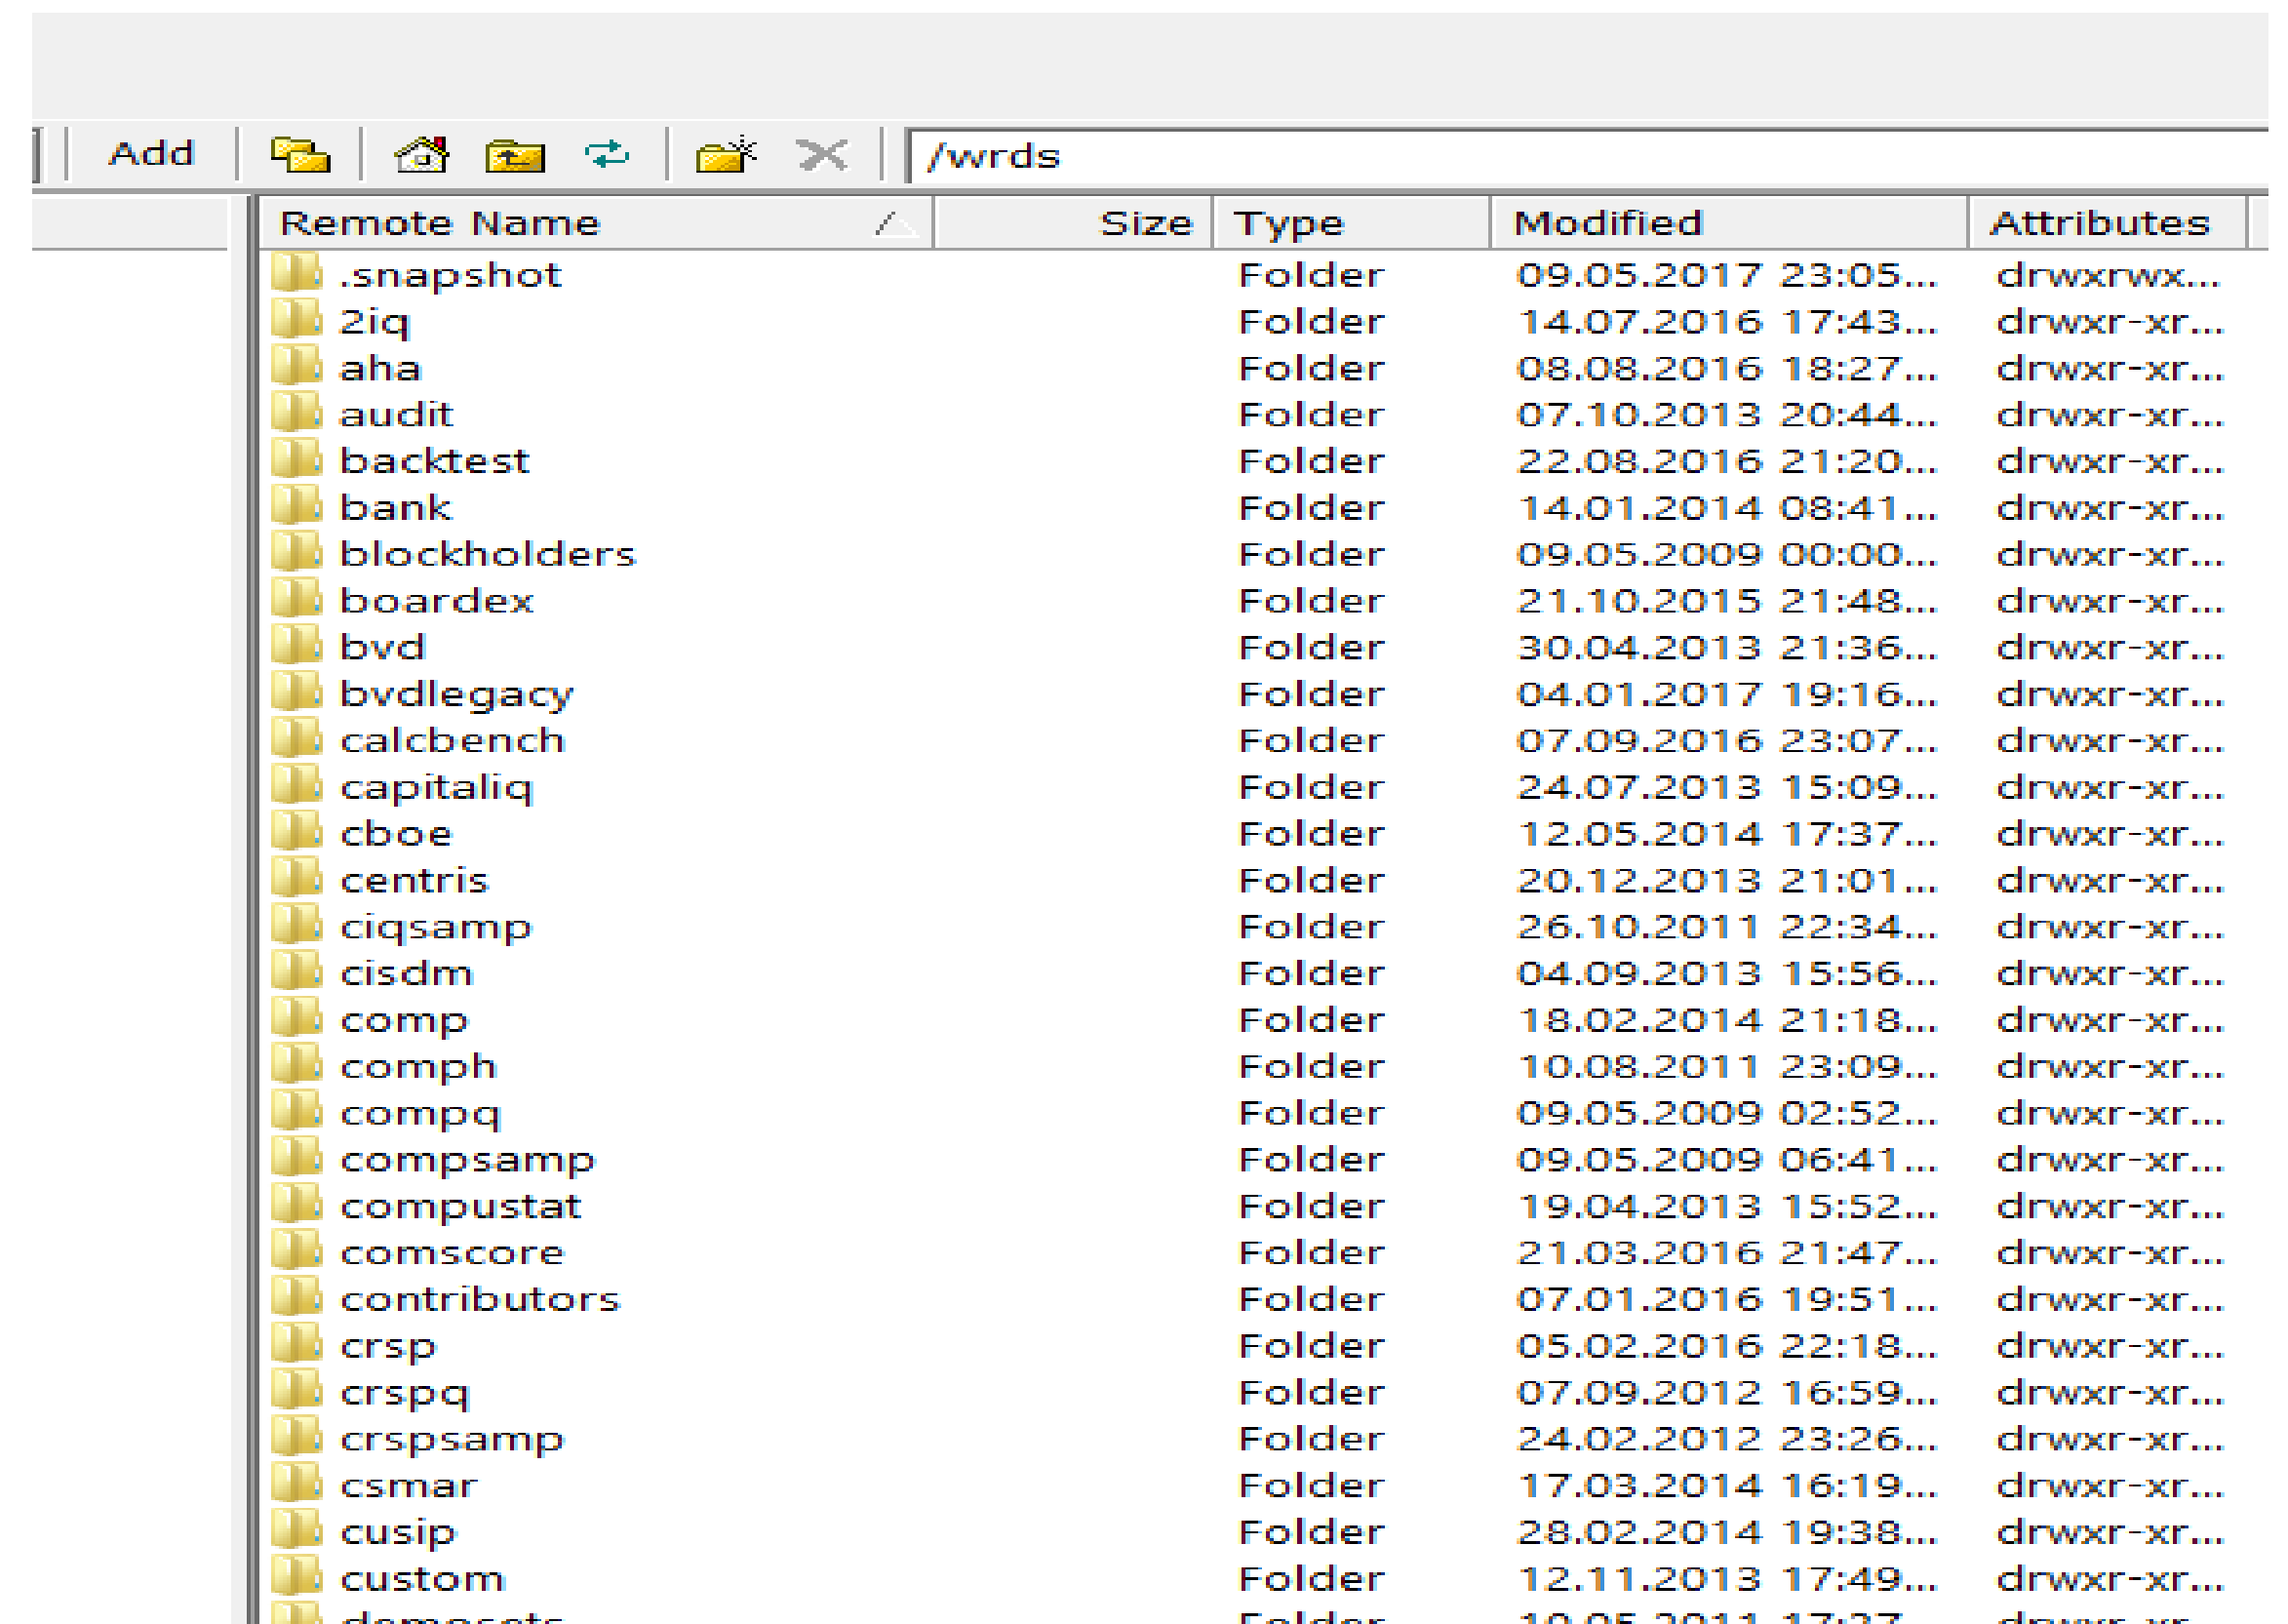 Add /wrds
Remote Name Size Type Modified Attributes
.snapshot Folder 09.05.2017 23:05... drwxrwx...
2iq Folder 14.07.2016 17:43... drwxr-xr...
aha Folder 08.08.2016 18:27... drwxr-xr...
audit Folder 07.10.2013 20:44... drwxr-xr...
backtest Folder 22.08.2016 21:20... drwxr-xr...
bank Folder 14.01.2014 08:41... drwxr-xr...
blockholders Folder 09.05.2009 00:00... drwxr-xr...
boardex Folder 21.10.2015 21:48... drwxr-xr...
bvd Folder 30.04.2013 21:36... drwxr-xr...
bvdlegacy Folder 04.01.2017 19:16... drwxr-xr...
calcbench Folder 07.09.2016 23:07... drwxr-xr...
capitaliq Folder 24.07.2013 15:09... drwxr-xr...
cboe Folder 12.05.2014 17:37... drwxr-xr...
centris Folder 20.12.2013 21:01... drwxr-xr...
ciqsamp Folder 26.10.2011 22:34... drwxr-xr...
cisdm Folder 04.09.2013 15:56... drwxr-xr...
comp Folder 18.02.2014 21:18... drwxr-xr...
comph Folder 10.08.2011 23:09... drwxr-xr...
compq Folder 09.05.2009 02:52... drwxr-xr...
compsamp Folder 09.05.2009 06:41... drwxr-xr...
compustat Folder 19.04.2013 15:52... drwxr-xr...
comscore Folder 21.03.2016 21:47... drwxr-xr...
contributors Folder 07.01.2016 19:51... drwxr-xr...
crsp Folder 05.02.2016 22:18... drwxr-xr...
crspq Folder 07.09.2012 16:59... drwxr-xr...
crspsamp Folder 24.02.2012 23:26... drwxr-xr...
csmar Folder 17.03.2014 16:19... drwxr-xr...
cusip Folder 28.02.2014 19:38... drwxr-xr...
custom Folder 12.11.2013 17:49... drwxr-xr...
Folder